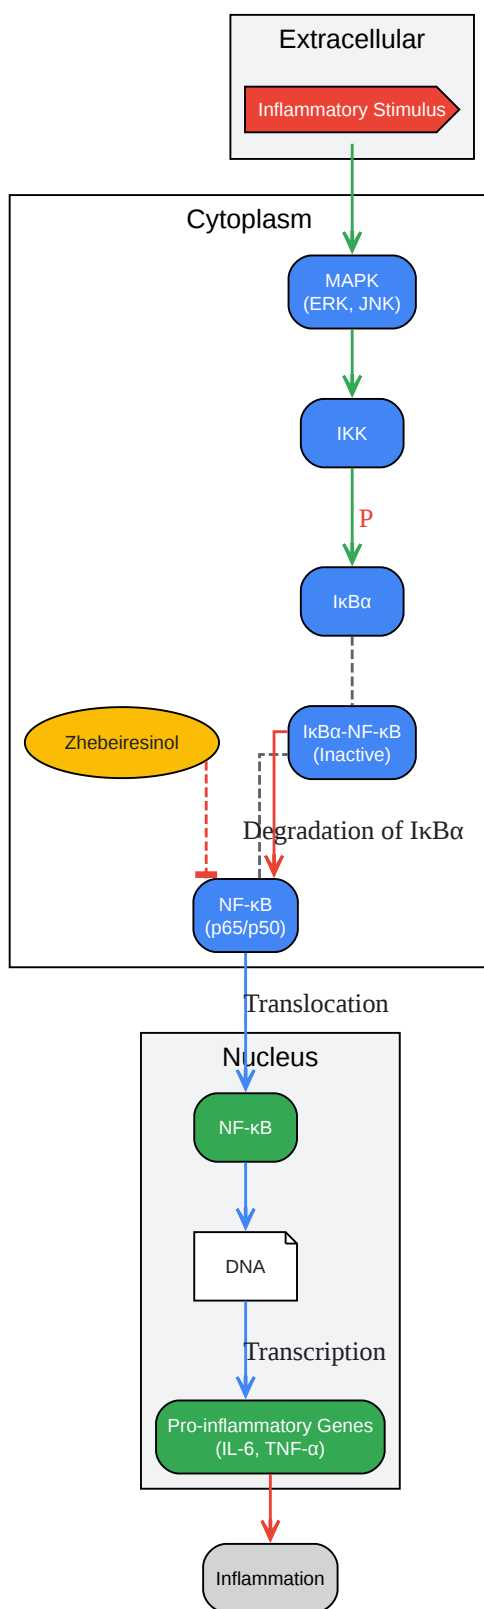 Extracellular
Inflammatory Stimulus
Cytoplasm
MAPK
(ERK, JNK)
IKK
P
IκBα
Zhebeiresinol
IκBα-NF-κB
(Inactive)
Degradation of IκBα
NF-κB
(p65/p50)
Translocation
Nucleus
NF-κB
DNA
Transcription
Pro-inflammatory Genes
(IL-6, TNF-α)
Inflammation